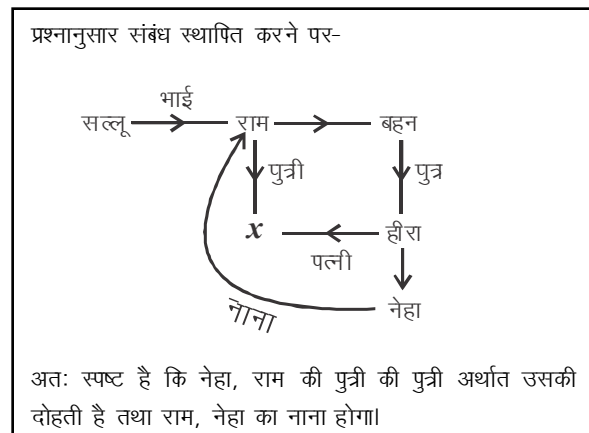 प्रश्नानुसार संबंध स्थापित करने पर–
भाई
सल्लू राम बहन
पुत्री पुत्र
x हीरा
पत्नी
नेहा
नाना
अतः स्पष्ट है कि नेहा, राम की पुत्री की पुत्री अर्थात उसकी
दोहती है तथा राम, नेहा का नाना होगा।